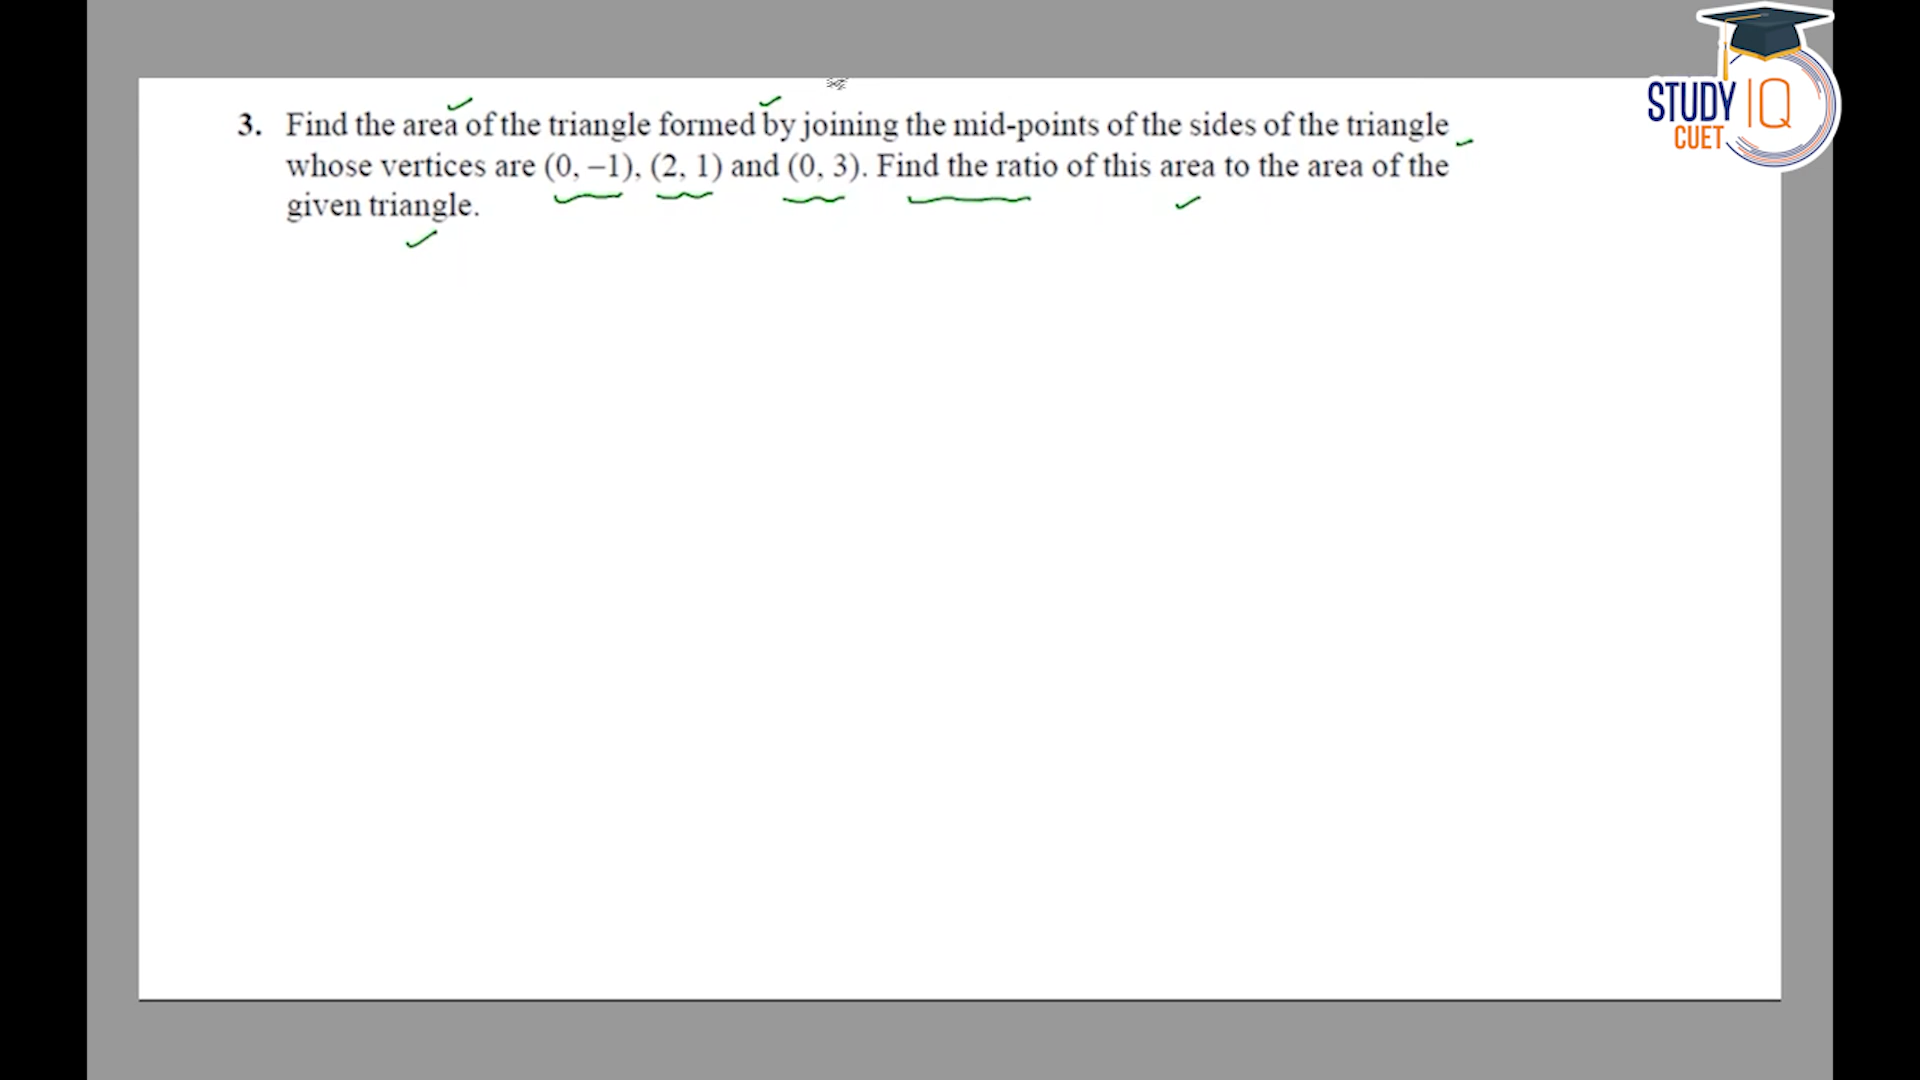 3. Find the area of the triangle formed by joining the mid-points of the sides of the triangle
whose vertices are (0, –1), (2, 1) and (0, 3). Find the ratio of this area to the area of the
given triangle.
STUDY IQ
CUET